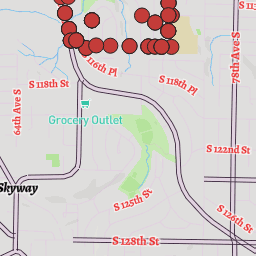 116th Pl
S 118th St
S 118th Pl
78th Ave S
64th Ave S
Grocery Outlet
S 122nd St
Skyway
S 125th St
S 126th St
S 128th St